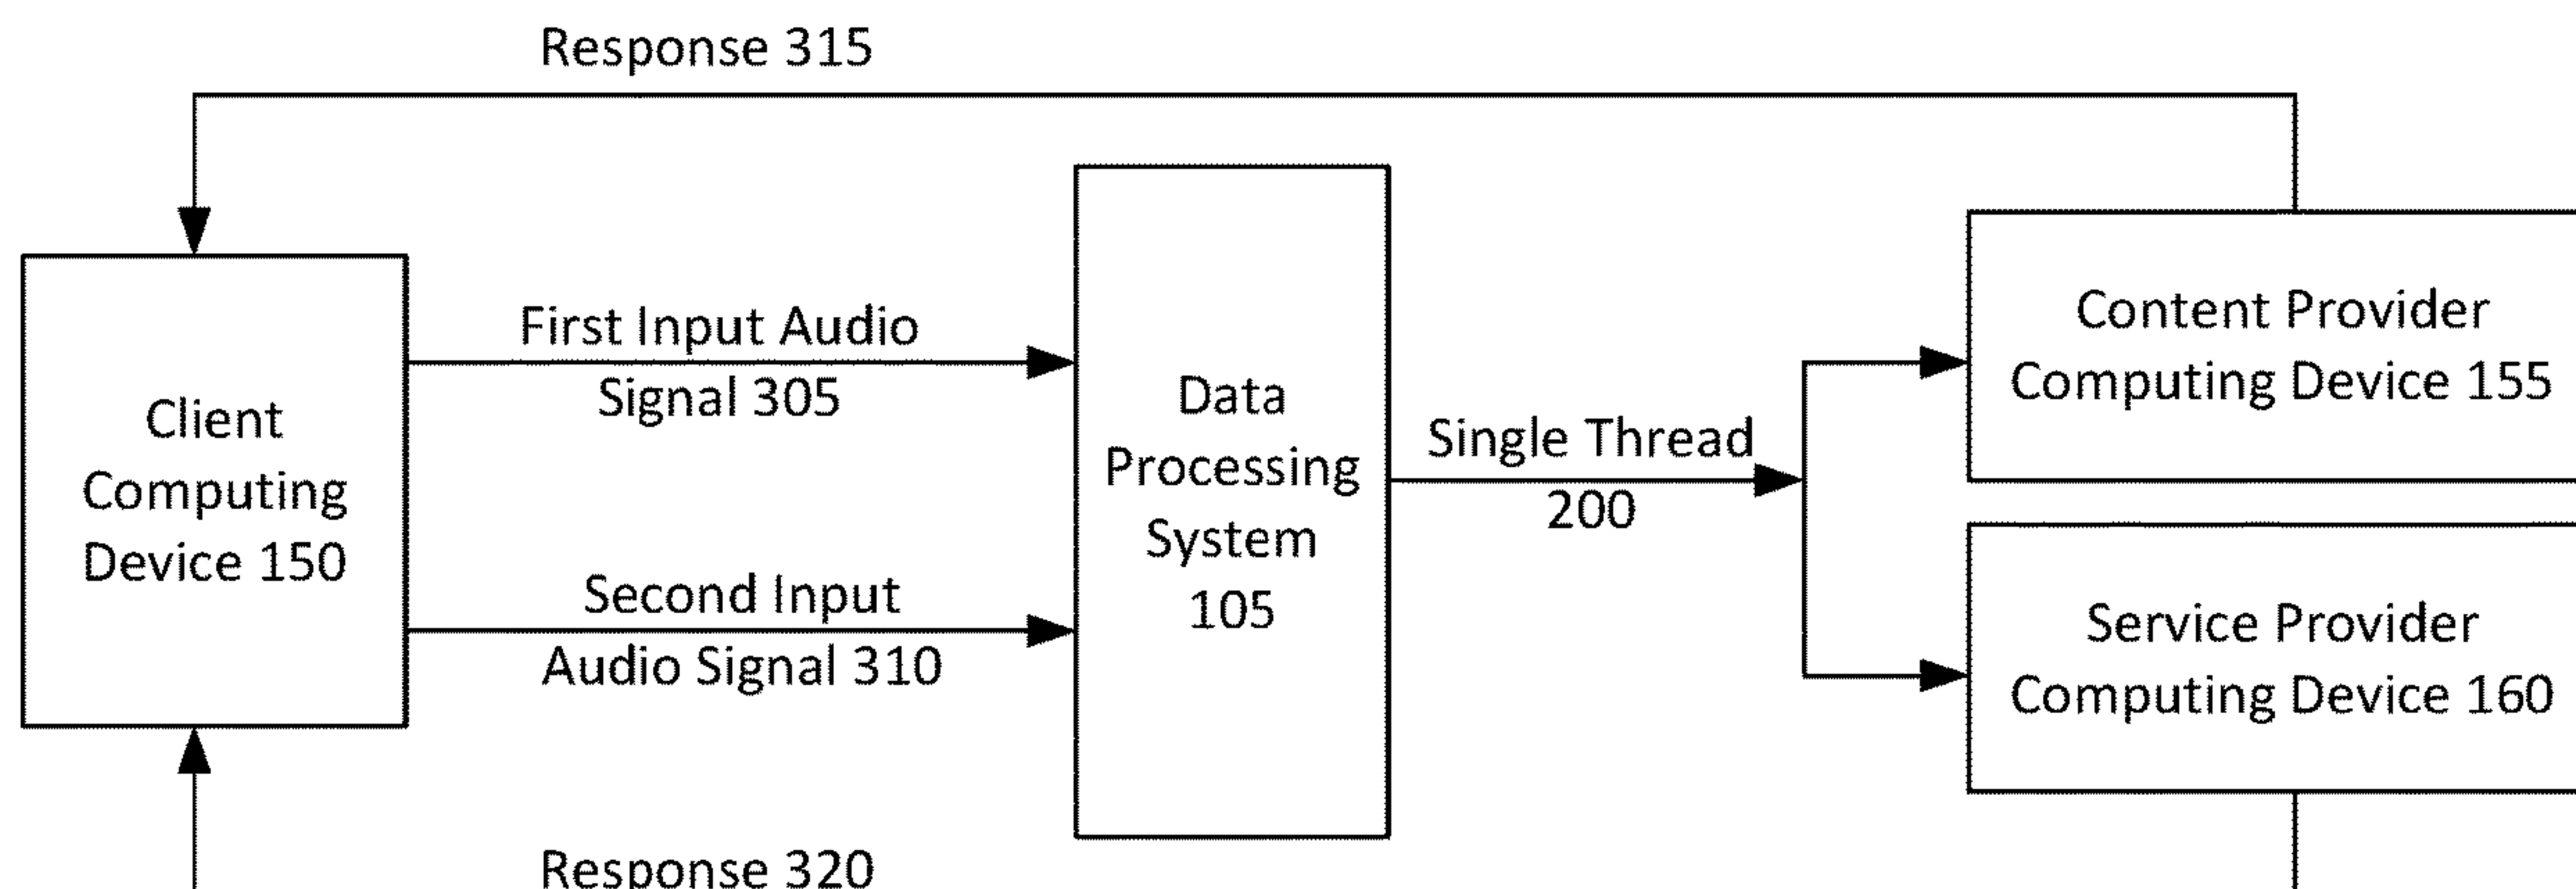 Response 315
Client
Computing
Device 150
First Input Audio
Signal 305
Second Input
Audio Signal 310
Data
Processing
System
105
Single Thread
200
Content Provider
Computing Device 155
Service Provider
Computing Device 160
Response 320